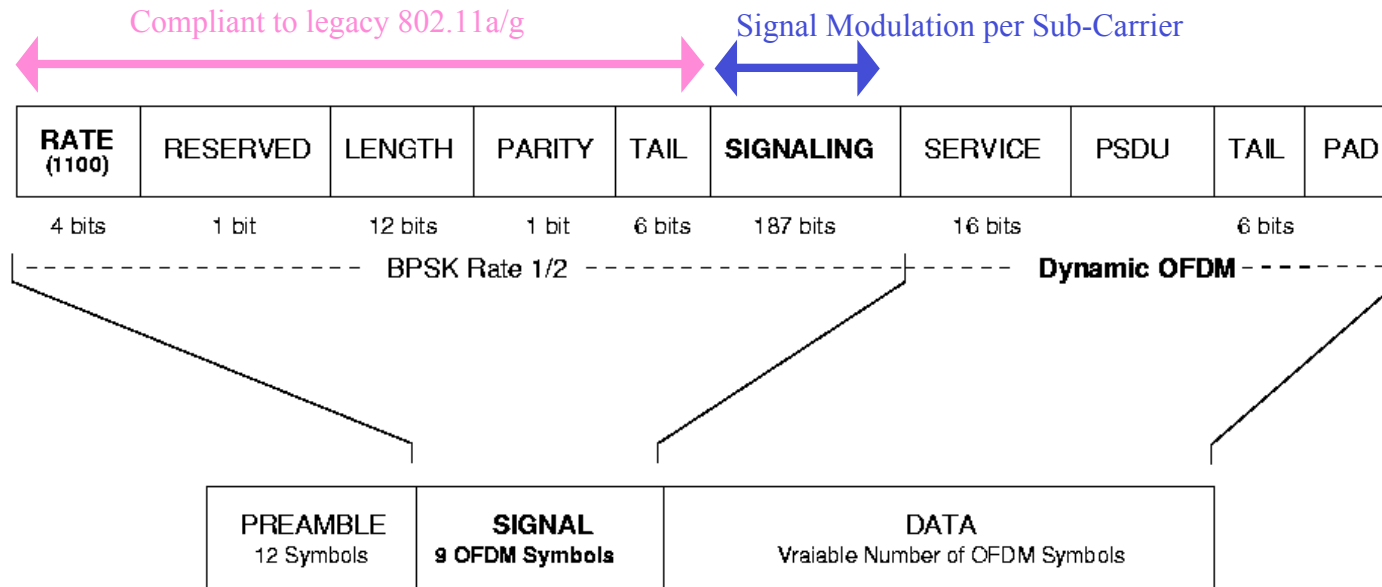 Compliant to legacy 802.11a/g
Signal Modulation per Sub-Carrier
RATE
(1100)
RESERVED
LENGTH
PARITY
TAIL
SIGNALING
SERVICE
PSDU
TAIL
PAD
4 bits
1 bit
12 bits
1 bit
6 bits
187 bits
16 bits
6 bits
BPSK Rate 1/2
Dynamic OFDM
PREAMBLE
12 Symbols
SIGNAL
9 OFDM Symbols
DATA
Vraiable Number of OFDM Symbols